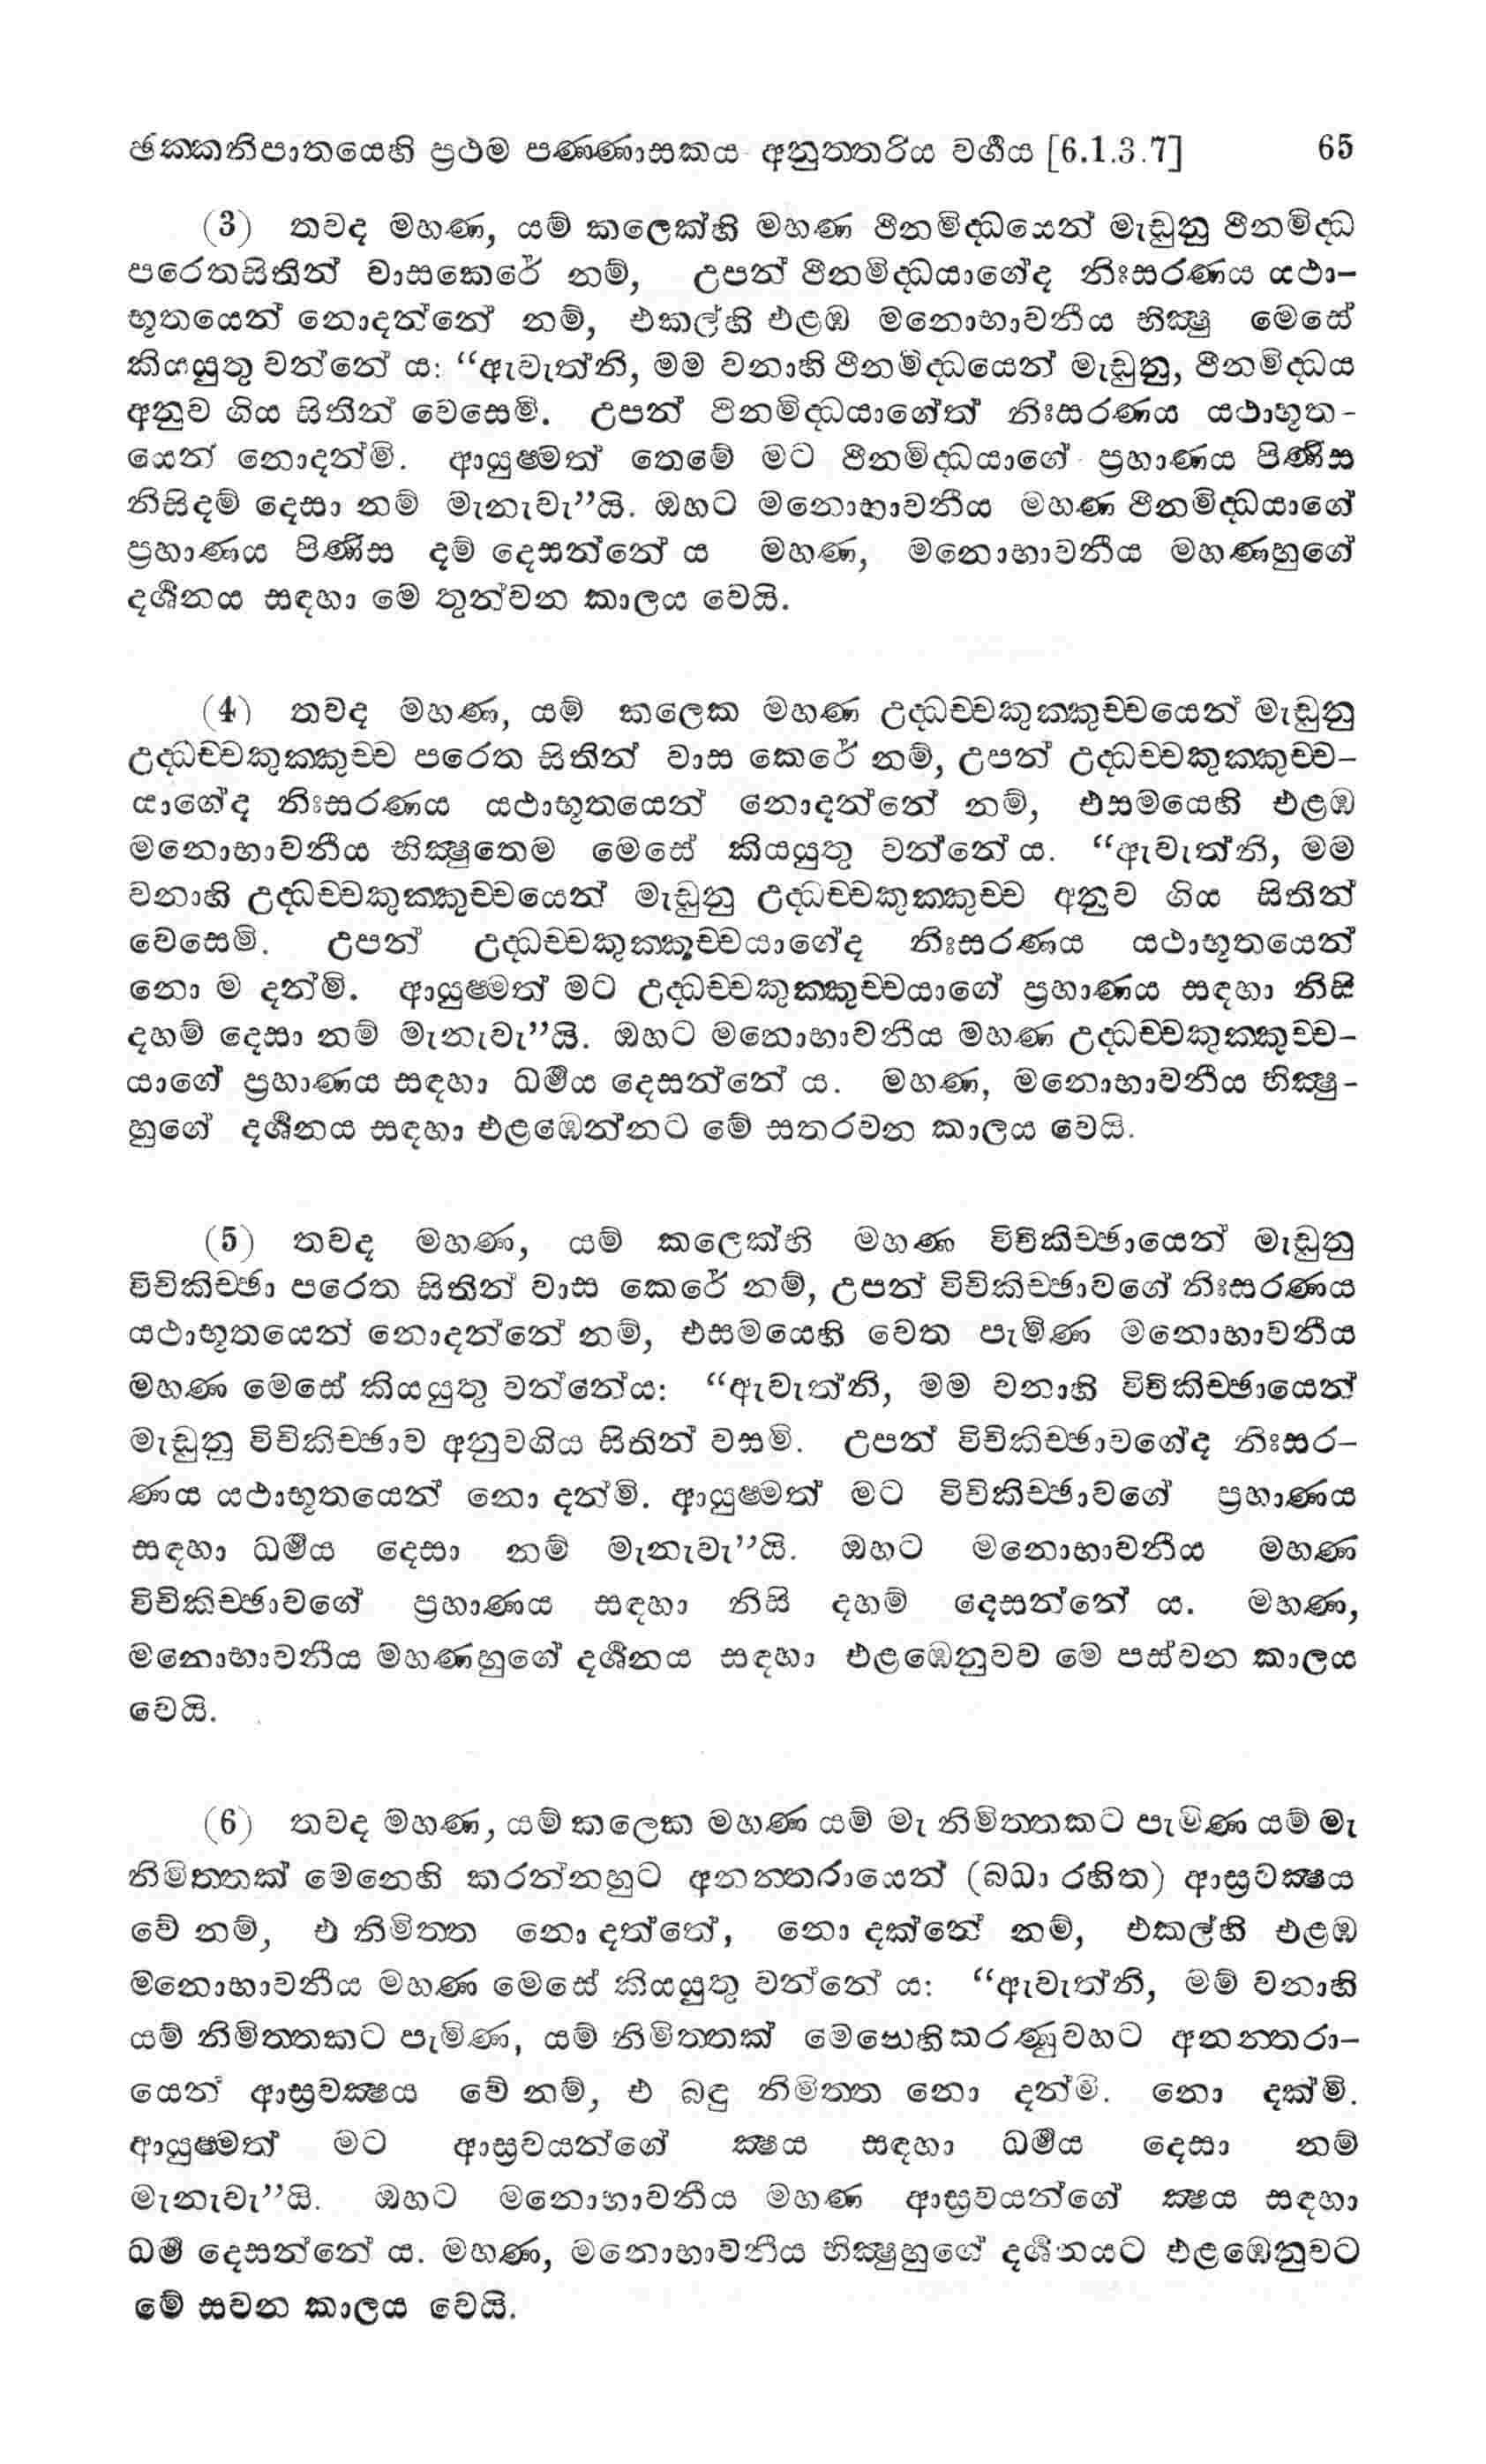 ඡක්කනිපාතයෙහි ප්‍රථම පණ්ණාසකය අනුත්තරිය වර්ගය [6.1.3.7] 65
(3) තවද මහණ, යම් කලෙක්හි මහණ ථිනමිද්ධයෙන් මැඩුනු ථිනමිද්ධ
පරෙතසිතින් වාසකෙරේ නම්, උපන් ථිනමිද්ධයාගේද නිඃසරණය යථා-
භූතයෙන් නොදන්නේ නම්, එකල්හි එළඹ මනොභාවනීය භික්‍ෂු මෙසේ
කියයුතු වන්නේ ය: “ඇවැත්නි, මම වනාහි ථිනමිද්ධයෙන් මැඩුනු, ථිනමිද්ධය
අනුව ගිය සිතින් වෙසෙමි. උපන් ථිනමිද්ධයාගේත් නිඃසරණය යථාභූත-
යෙන් නොදන්මි. ආයුෂ්මත් තෙමේ මට ථිනමිද්ධයාගේ ප්‍රහාණය පිණිස
නිසිදම් දෙසා නම් මැනැවැ”යි. ඔහට මනොභාවනීය මහණ ථිනමිද්ධයාගේ
ප්‍රහාණය පිණිස දම් දෙසන්නේ ය මහණ, මනොභාවනීය මහණහුගේ
දර්‍ශනය සඳහා මේ තුන්වන කාලය වෙයි.
(4) තවද මහණ, යම් කලෙක මහණ උද්ධච්චකුක්කුච්චයෙන් මැඩුනු
උද්ධච්චකුක්කුච්ච පරෙත සිතින් වාස කෙරේ නම්, උපන් උද්ධච්චකුක්කුච්ච-
යාගේද නිඃසරණය යථාභූතයෙන් නොදන්නේ නම්, එසමයෙහි එළඹ
මනොභාවනීය භික්‍ෂුතෙම මෙසේ කියයුතු වන්නේ ය. “ඇවැත්නි, මම
වනාහි උද්ධච්චකුක්කුච්චයෙන් මැඩුනු උද්ධච්චකුක්කුච්ච අනුව ගිය සිතින්
වෙසෙමි. උපන් උද්ධච්චකුක්කුච්චයාගේද නිඃසරණය යථාභූතයෙන්
නො ම දන්මි. ආයුෂ්මත් මට උද්ධච්චකුක්කුච්චයාගේ ප්‍රහාණය සඳහා නිසි
දහම් දෙසා නම් මැනැවැ”යි. ඔහට මනොභාවනීය මහණ උද්ධච්චකුක්කුච්ච-
යාගේ ප්‍රහාණය සඳහා ධර්‍මය දෙසන්නේ ය. මහණ, මනොභාවනීය භික්‍ෂු-
හුගේ දර්‍ශනය සඳහා එළඹෙන්නට මේ සතරවන කාලය වෙයි.
(5) තවද මහණ, යම් කලෙක්හි මහණ විචිකිච්ඡායෙන් මැඩුනු
විචිකිච්ඡා පරෙත සිතින් වාස කෙරේ නම්, උපන් විචිකිච්ඡාවගේ නිඃසරණය
යථාභූතයෙන් නොදන්නේ නම්, එසමයෙහි වෙත පැමිණ මනොභාවනීය
මහණ මෙසේ කියයුතු වන්නේය: “ඇවැත්නි, මම වනාහි විචිකිච්ඡායෙන්
මැඩුනු විචිකිච්ඡාව අනුවගිය සිතින් වසමි. උපන් විචිකිච්ඡාවගේද නිඃසර-
ණය යථාභූතයෙන් නො දන්මි. ආයුෂ්මත් මට විචිකිච්ඡාවගේ ප්‍රහාණය
සඳහා ධර්‍මය දෙසා නම් මැනැවැ”යි. ඔහට මනොභාවනීය මහණ
විචිකිච්ඡාවගේ ප්‍රහාණය සඳහා නිසි දහම් දෙසන්නේ ය. මහණ,
මනොභාවනීය මහණහුගේ දර්‍ශනය සඳහා එළඹෙනුවට මේ පස්වන කාලය
වෙයි.
(6) තවද මහණ, යම් කලෙක මහණ යම් මැ නිමිත්තකට පැමිණ යම් මැ
නිමිත්තක් මෙනෙහි කරන්නහුට අනන්තරායෙන් (බධා රහිත) ආස්‍රවක්‍ෂය
වේ නම්, එ නිමිත්ත නො දන්නේ, නො දක්නේ නම්, එකල්හි එළඹ
මනොභාවනීය මහණ මෙසේ කියයුතු වන්නේ ය: “ඇවැත්නි, මම් වනාහි
යම් නිමිත්තකට පැමිණ, යම් නිමිත්තක් මෙනෙහිකරණුවහට අනන්තරා-
යෙන් ආස්‍රවක්‍ෂය වේ නම්, එ බඳු නිමිත්ත නො දන්මි. නො දක්මි.
ආයුෂ්මත් මට ආස්‍රවයන්ගේ ක්‍ෂය සඳහා ධර්‍මය දෙසා නම්
මැනැවැ”යි. ඔහට මනොභාවනීය මහණ ආස්‍රවයන්ගේ ක්‍ෂය සඳහා
ධර්‍ම දෙසන්නේ ය. මහණ, මනොභාවනීය භික්‍ෂුහුගේ දර්‍ශනයට එළඹෙනුවට
මේ සවන කාලය වෙයි.